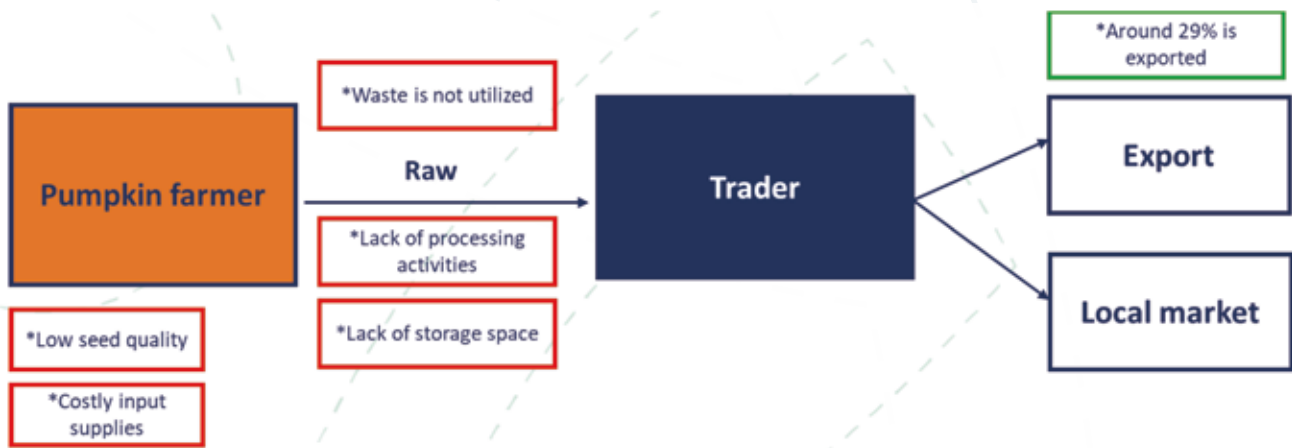 *Around 29% is
exported
*Waste is not utilized
Pumpkin farmer
Raw
Trader
Export
*Lack of processing
activities
*Low seed quality
*Lack of storage space
Local market
*Costly input
supplies